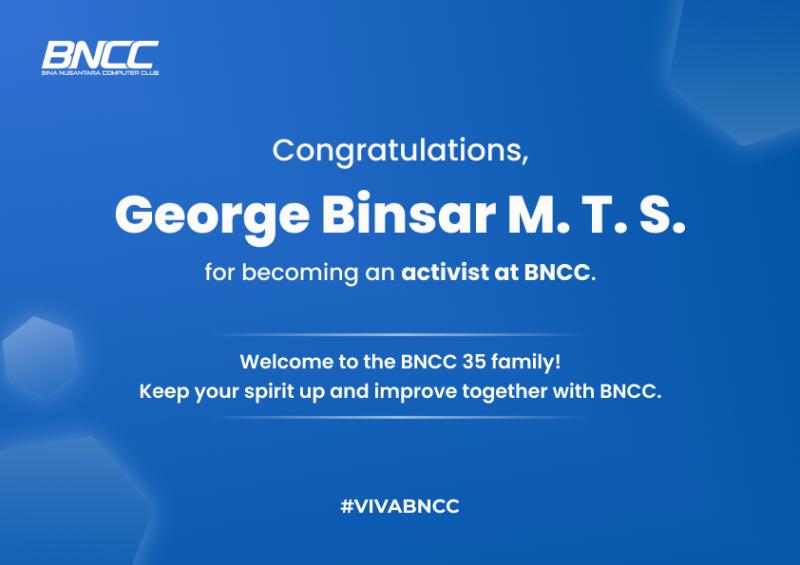 BNCC
BINA NUSANTARA COMPUTER CLUB
Congratulations,
George Binsar M. T. S.
for becoming an activist at BNCC.
Welcome to the BNCC 35 family!
Keep your spirit up and improve together with BNCC.
#VIVABNCC